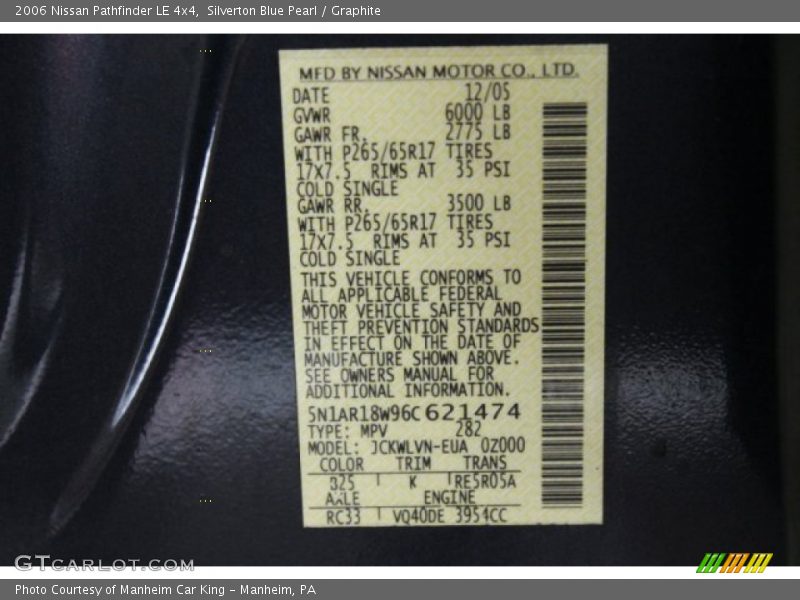 2006 Nissan Pathfinder LE 4x4, Silverton Blue Pearl / Graphite
MFD BY NISSAN MOTOR CO., LTD.
DATE 12/05
GVWR 6000 LB
GAWR FR. 2775 LB
WITH P265/65R17 TIRES
17X7.5 RIMS AT 35 PSI
COLD SINGLE
GAWR RR. 3500 LB
WITH P265/65R17 TIRES
17X7.5 RIMS AT 35 PSI
COLD SINGLE
THIS VEHICLE CONFORMS TO
ALL APPLICABLE FEDERAL
MOTOR VEHICLE SAFETY AND
THEFT PREVENTION STANDARDS
IN EFFECT ON THE DATE OF
MANUFACTURE SHOWN ABOVE.
SEE OWNERS MANUAL FOR
ADDITIONAL INFORMATION.
5N1AR18W96C621474
TYPE: MPV 282
MODEL: JCKWLVN-EUA 0Z000
COLOR TRIM TRANS
B25 K RE5R05A
AXLE ENGINE
RC33 VQ40DE 3954CC
GTCARLOT.COM
Photo Courtesy of Manheim Car King - Manheim, PA